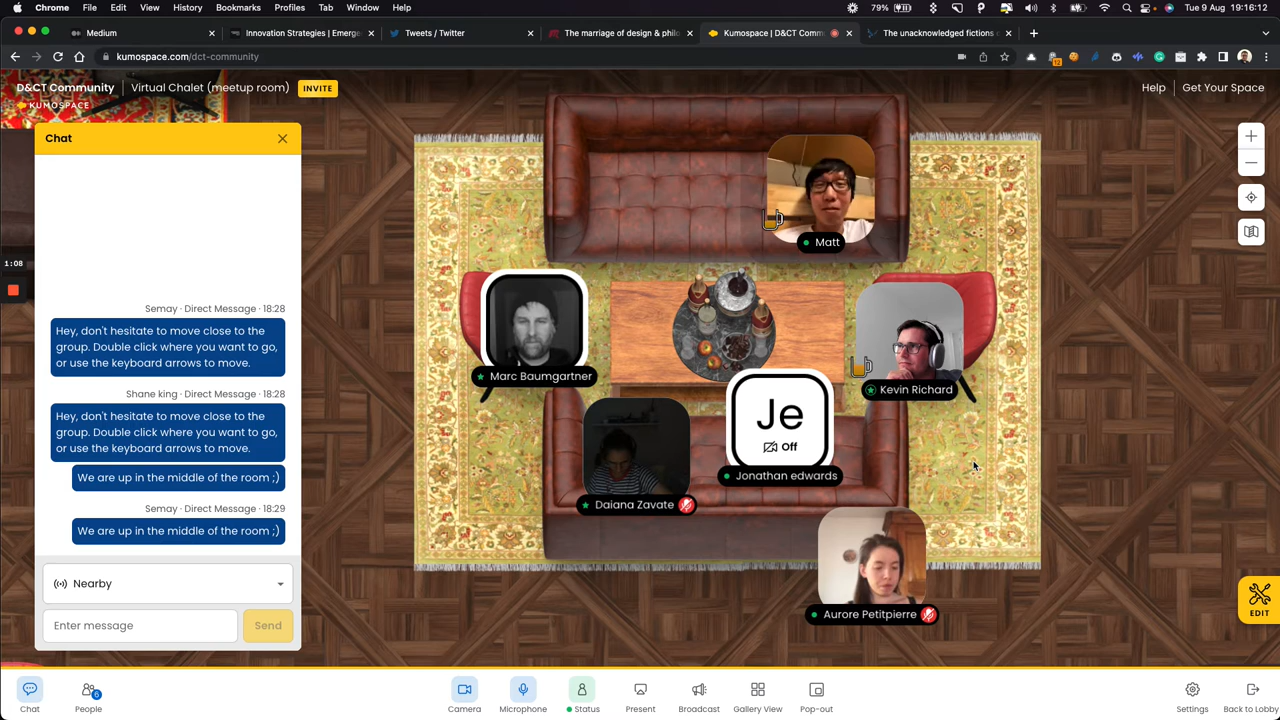 Chrome File Edit View History Bookmarks Profiles Tab Window Help 79% Tue 9 Aug 19:16:12
Medium Innovation Strategies | Emerge Tweets / Twitter The marriage of design & philo Kumospace | D&CT Comm The unacknowledged fictions o
kumospace.com/dct-community
12
D&CT Community Virtual Chalet (meetup room) INVITE Help Get Your Space
KUMOSPACE
Chat
1:08
Semay · Direct Message · 18:28
Hey, don't hesitate to move close to the
group. Double click where you want to go,
or use the keyboard arrows to move.
Shane king · Direct Message · 18:28
Hey, don't hesitate to move close to the
group. Double click where you want to go,
or use the keyboard arrows to move.
We are up in the middle of the room ;)
Semay · Direct Message · 18:29
We are up in the middle of the room ;)
Nearby
Enter message Send
Matt
Marc Baumgartner
Kevin Richard
Je
Off
Jonathan edwards
Daiana Zavate
Aurore Petitpierre
EDIT
6
Chat People Camera Microphone Status Present Broadcast Gallery View Pop-out Settings Back to Lobby